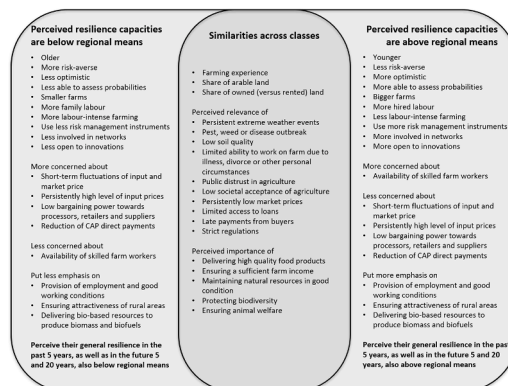 Perceived resilience capacities
are below regional means
• Older
• More risk-averse
• Less optimistic
• Less able to assess probabilities
• Smaller farms
• More family labour
• More labour-intense farming
• Use less risk management instruments
• Less involved in networks
• Less open to innovations
More concerned about
• Short-term fluctuations of input and
market price
• Persistently high level of input prices
• Low bargaining power towards
processors, retailers and suppliers
• Reduction of CAP direct payments
Less concerned about
• Availability of skilled farm workers
Put less emphasis on
• Provision of employment and good
working conditions
• Ensuring attractiveness of rural areas
• Delivering bio-based resources to
produce biomass and biofuels
Perceive their general resilience in the
past 5 years, as well as in the future 5
and 20 years, also below regional means
Similarities across classes
• Farming experience
• Share of arable land
• Share of owned (versus rented) land
Perceived relevance of
• Persistent extreme weather events
• Pest, weed or disease outbreak
• Low soil quality
• Limited ability to work on farm due to
illness, divorce or other personal
circumstances
• Public distrust in agriculture
• Low societal acceptance of agriculture
• Persistently low market prices
• Limited access to loans
• Late payments from buyers
• Strict regulations
Perceived importance of
• Delivering high quality food products
• Ensuring a sufficient farm income
• Maintaining natural resources in good
condition
• Protecting biodiversity
• Ensuring animal welfare
Perceived resilience capacities
are above regional means
• Younger
• Less risk-averse
• More optimistic
• More able to assess probabilities
• Bigger farms
• More hired labour
• Less labour-intense farming
• Use more risk management instruments
• More involved in networks
• More open to innovations
More concerned about
• Availability of skilled farm workers
Less concerned about
• Short-term fluctuations of input and market
price
• Persistently high level of input prices
• Low bargaining power towards
processors, retailers and suppliers
• Reduction of CAP direct payments
Put more emphasis on
• Provision of employment and good
working conditions
• Ensuring attractiveness of rural areas
• Delivering bio-based resources to
produce biomass and biofuels
Perceive their general resilience in the past
5 years, as well as in the future 5 and 20
years, also above regional means